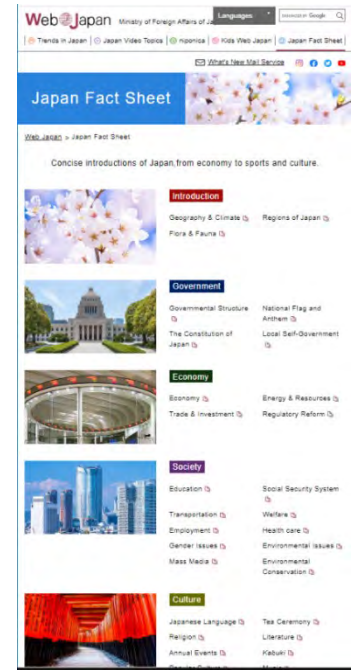 Web Japan Ministry of Foreign Affairs of Ja
Languages
Trends in Japan | Japan Video Topics | niponica | Kids Web Japan | Japan Fact Sheet
What's New Mail Service
Japan Fact Sheet
Web Japan > Japan Fact Sheet
Concise introductions of Japan,from economy to sports and culture.
Introduction
Geography & Climate Regions of Japan
Flora & Fauna
Government
Governmental Structure National Flag and Anthem
The Constitution of Japan Local Self-Government
Economy
Economy Energy & Resources
Trade & Investment Regulatory Reform
Society
Education Social Security System
Transportation Welfare
Employment Health care
Gender Issues Environmental Issues
Mass Media Environmental Conservation
Culture
Japanese Language Tea Ceremony
Religion Literature
Annual Events Kabuki